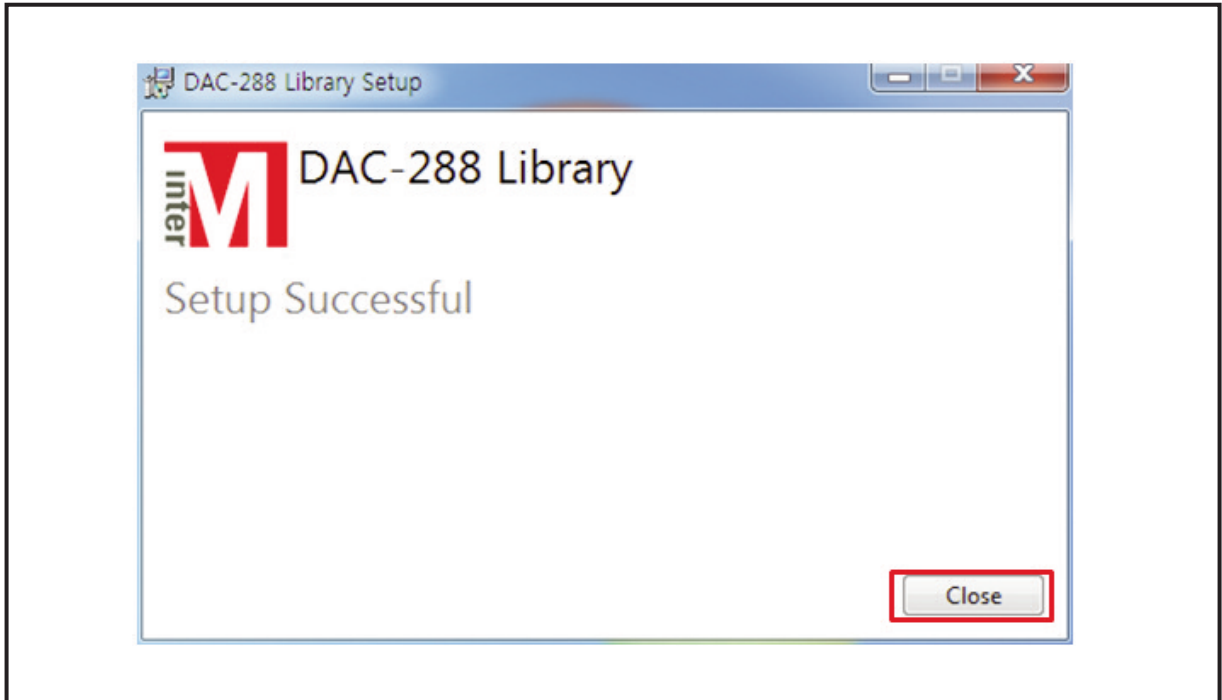 DAC-288 Library Setup
inter M
DAC-288 Library
Setup Successful
Close